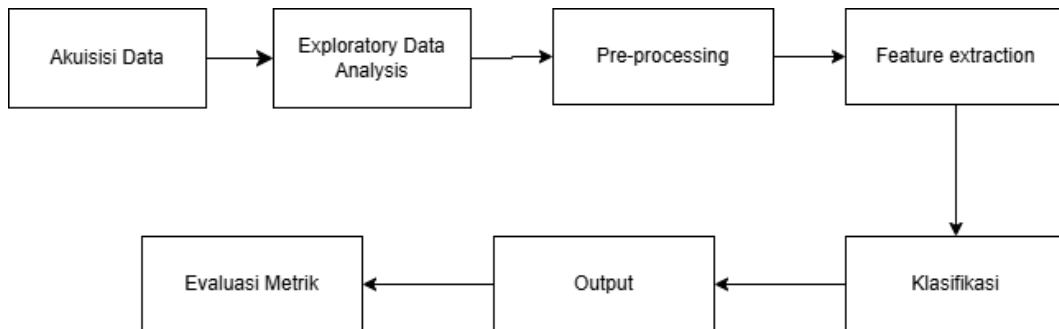 Akuisisi Data
Exploratory Data
Analysis
Pre-processing
Feature extraction
Klasifikasi
Output
Evaluasi Metrik